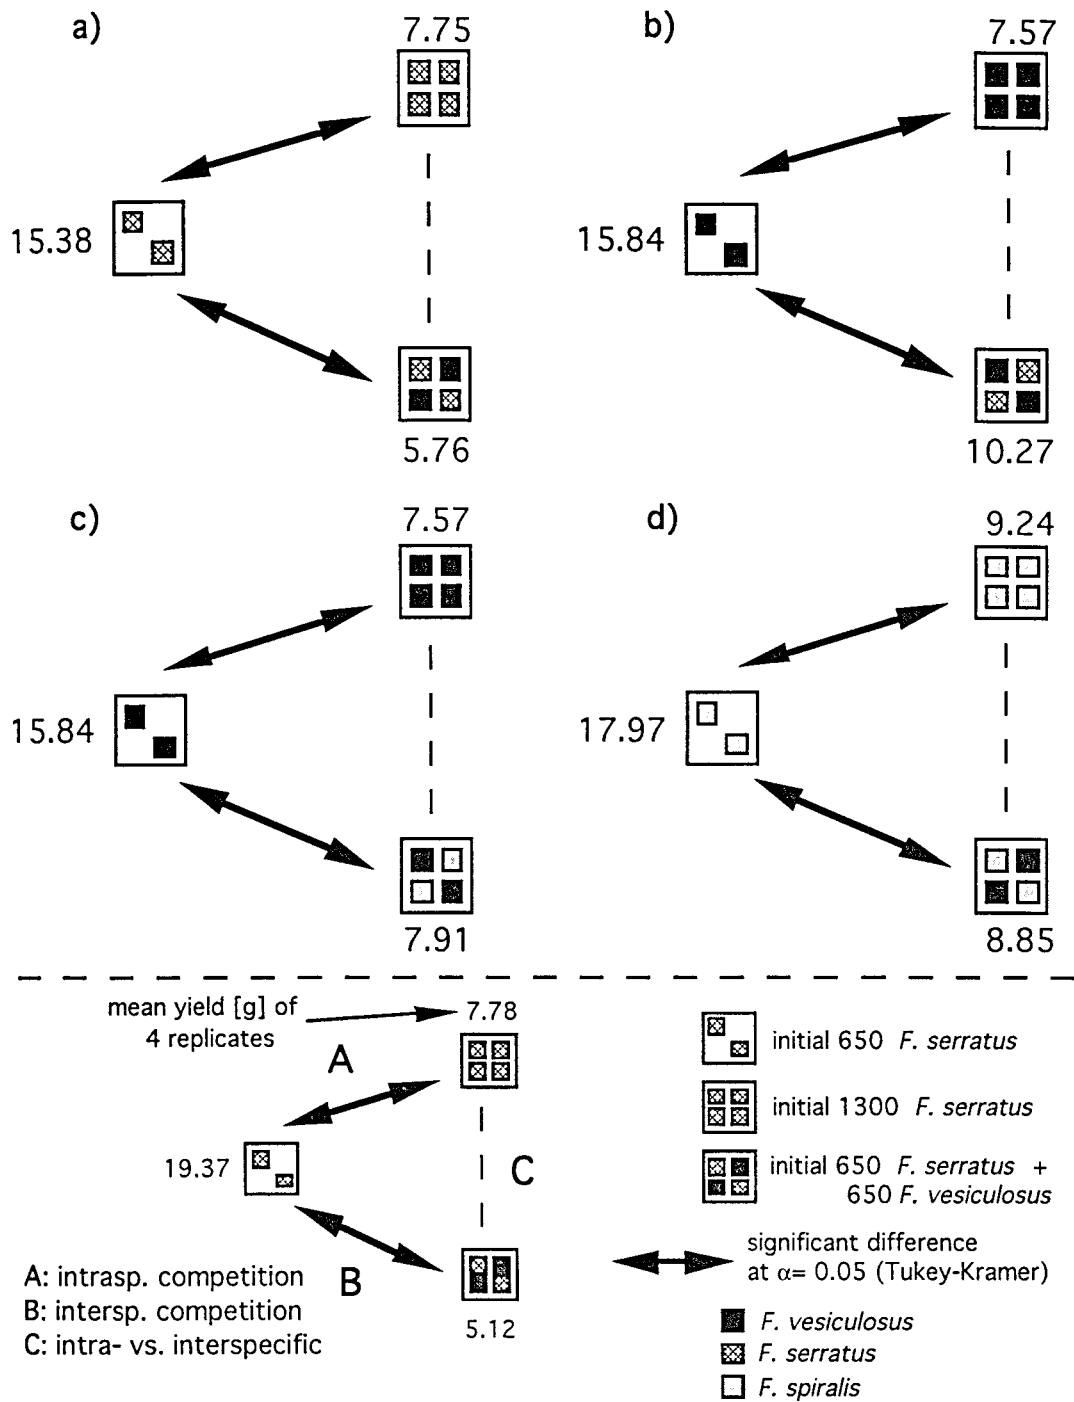 a)
7.75
15.38
5.76
b)
7.57
15.84
10.27
c)
7.57
15.84
7.91
d)
9.24
17.97
8.85
mean yield [g] of
4 replicates
7.78
A
19.37
C
B
5.12
A: intrasp. competition
B: intersp. competition
C: intra- vs. interspecific
initial 650 F. serratus
initial 1300 F. serratus
initial 650 F. serratus +
650 F. vesiculosus
significant difference
at α= 0.05 (Tukey-Kramer)
F. vesiculosus
F. serratus
F. spiralis